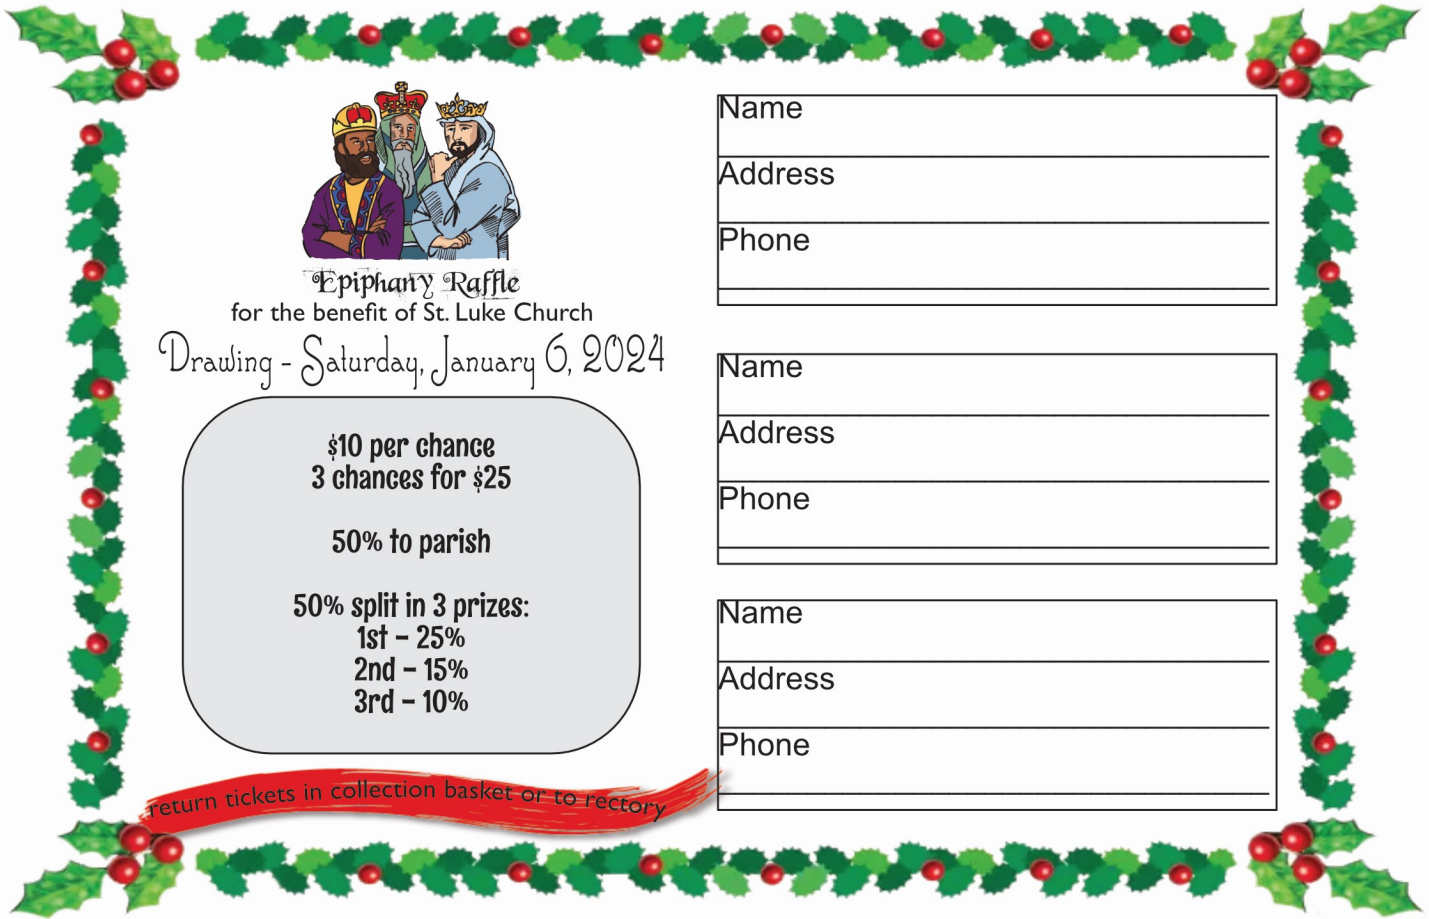 Epiphany Raffle
for the benefit of St. Luke Church
Drawing - Saturday, January 6, 2024
$10 per chance
3 chances for $25
50% to parish
50% split in 3 prizes:
1st – 25%
2nd – 15%
3rd – 10%
return tickets in collection basket or to rectory
Name
Address
Phone
Name
Address
Phone
Name
Address
Phone